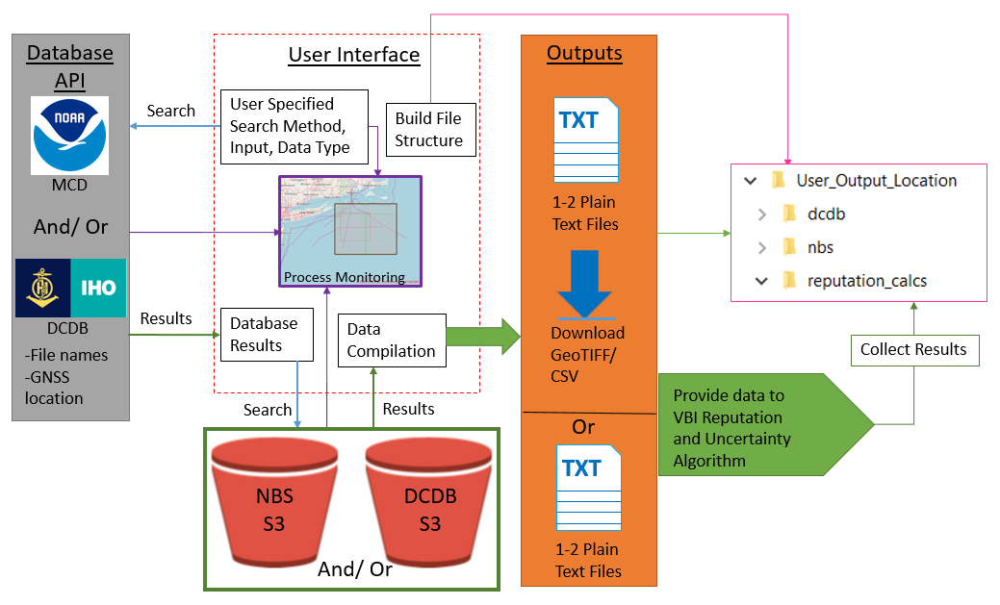 Database
API
NOAA
MCD
And/ Or
IHO
DCDB
-File names
-GNSS
location
Search
Results
User Interface
User Specified
Search Method,
Input, Data Type
Build File
Structure
Process Monitoring
Database
Results
Data
Compilation
Search
Results
NBS
S3
DCDB
S3
And/ Or
Outputs
TXT
1-2 Plain
Text Files
Download
GeoTIFF/
CSV
Or
TXT
1-2 Plain
Text Files
Provide data to
VBI Reputation
and Uncertainty
Algorithm
User_Output_Location
dcdb
nbs
reputation_calcs
Collect Results